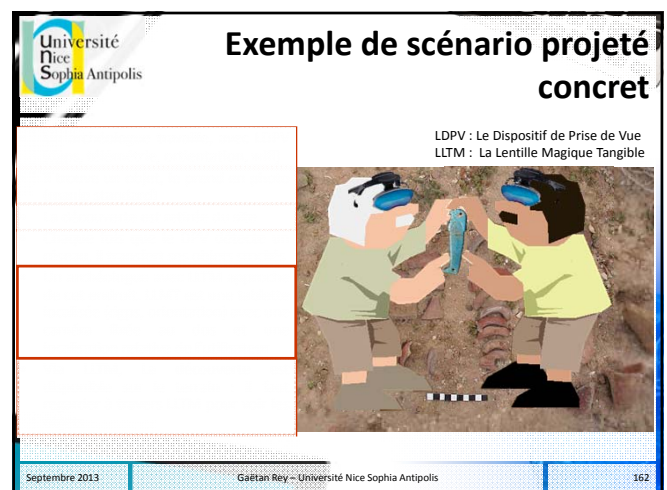 Université
Nice
Sophia Antipolis
Exemple de scénario projeté
concret
LDPV : Le Dispositif de Prise de Vue
LLTM : La Lentille Magique Tangible
Septembre 2013
Gaëtan Rey – Université Nice Sophia Antipolis
162